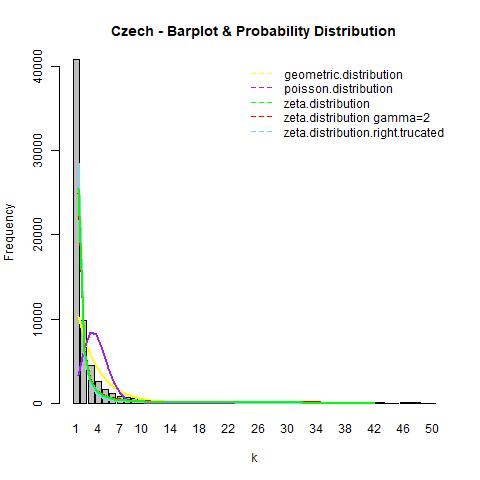 Czech - Barplot & Probability Distribution
geometric.distribution
poisson.distribution
zeta.distribution
zeta.distribution gamma=2
zeta.distribution.right.trucated
Frequency
40000
30000
20000
10000
0
1 4 7 10 14 18 22 26 30 34 38 42 46 50
k